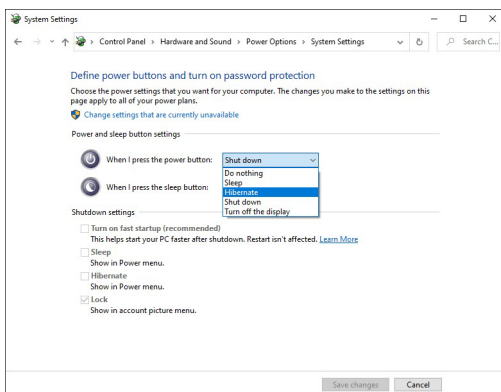 System Settings
Control Panel > Hardware and Sound > Power Options > System Settings
Search C...
Define power buttons and turn on password protection
Choose the power settings that you want for your computer. The changes you make to the settings on this
page apply to all of your power plans.
Change settings that are currently unavailable
Power and sleep button settings
When I press the power button:
Shut down
Do nothing
Sleep
Hibernate
Shut down
Turn off the display
When I press the sleep button:
Shutdown settings
Turn on fast startup (recommended)
This helps start your PC faster after shutdown. Restart isn't affected. Learn More
Sleep
Show in Power menu.
Hibernate
Show in Power menu.
Lock
Show in account picture menu.
Save changes
Cancel